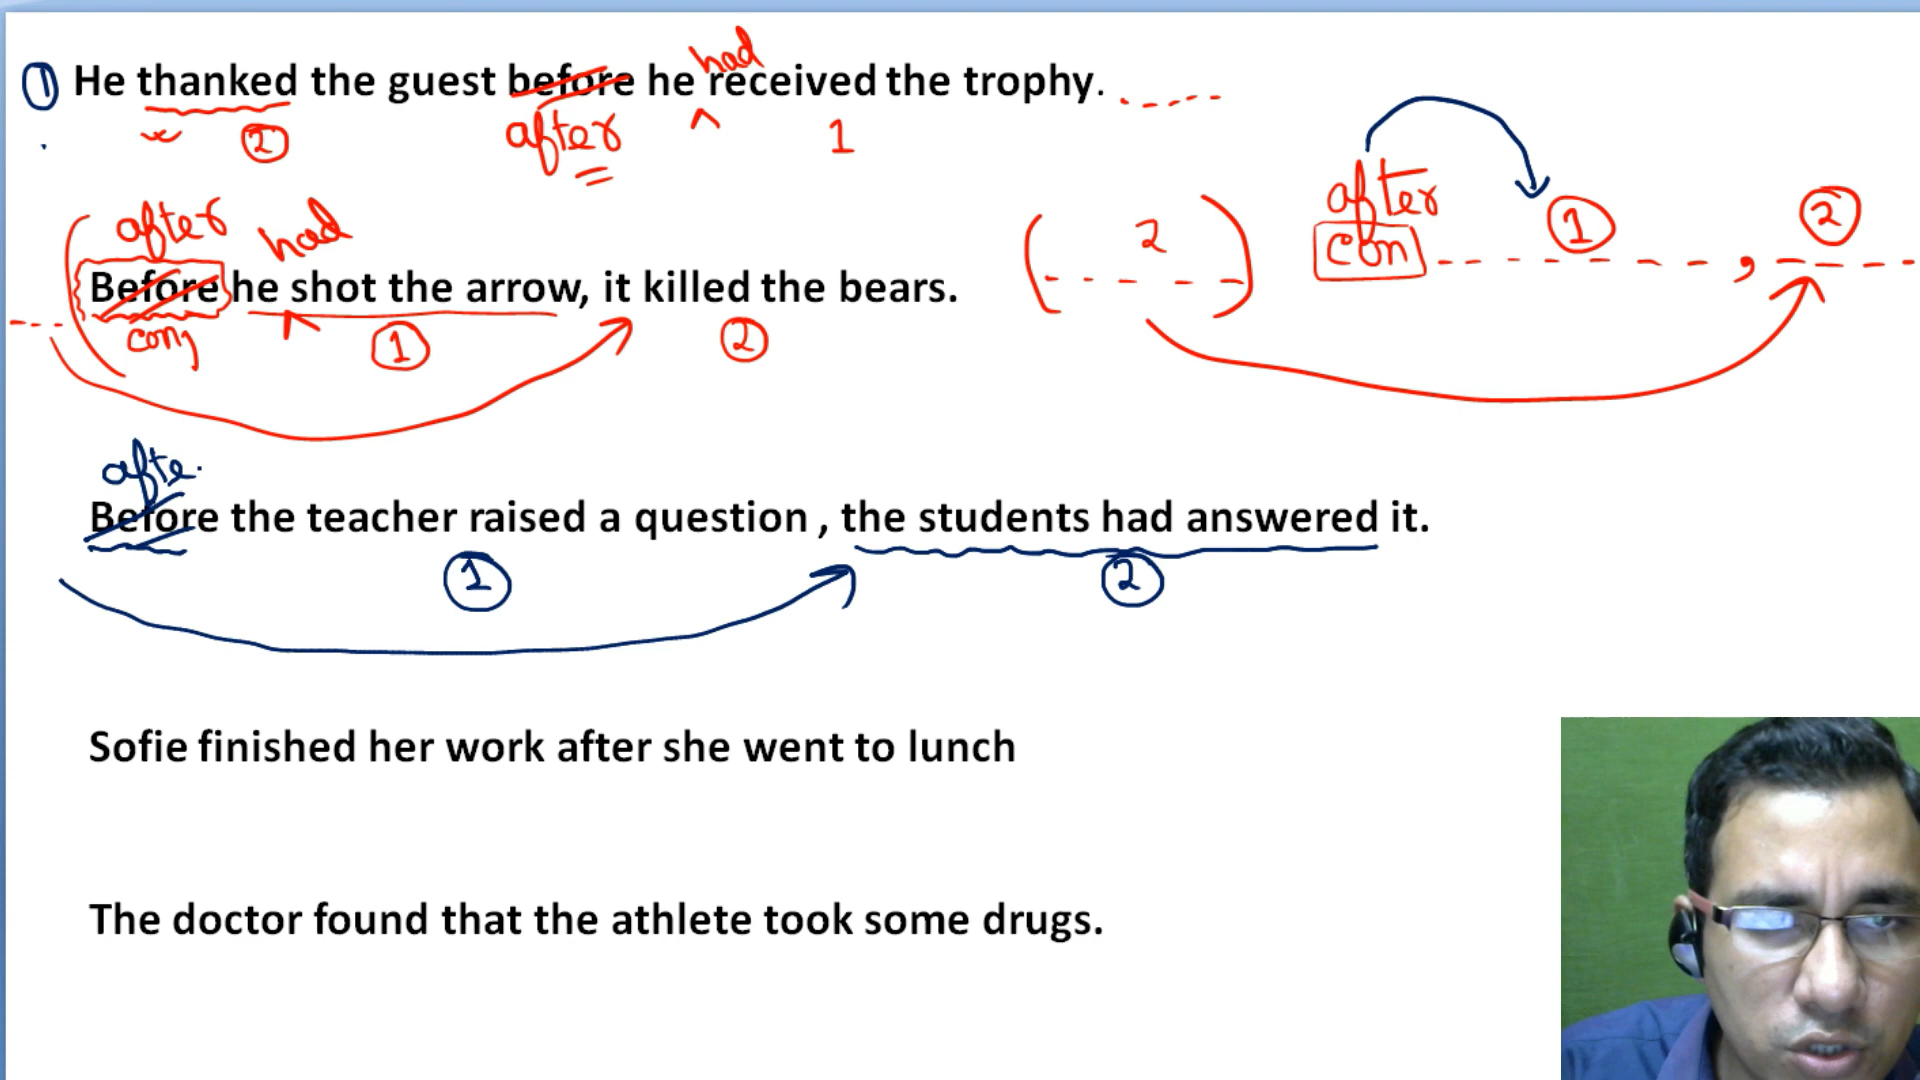 had
① He thanked the guest before he received the trophy.
② after 1
after had
Before he shot the arrow, it killed the bears.
conj ① ②
after
2 con ① , ②
afte.
Before the teacher raised a question , the students had answered it.
① ②
Sofie finished her work after she went to lunch
The doctor found that the athlete took some drugs.